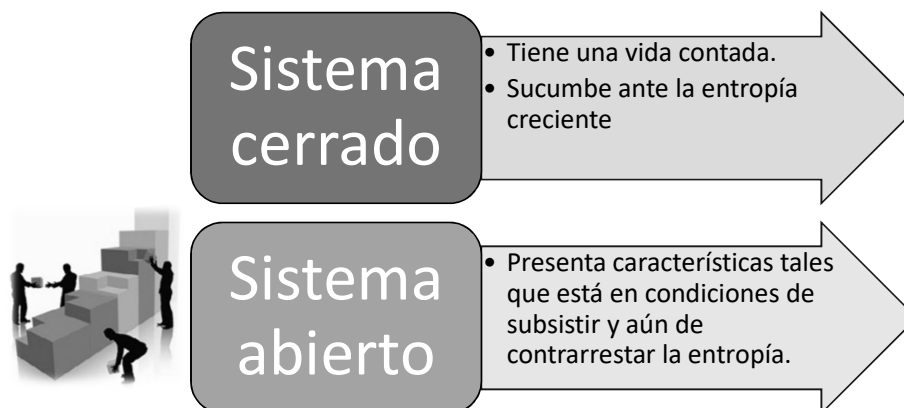 Sistema
cerrado
• Tiene una vida contada.
• Sucumbe ante la entropía
creciente
Sistema
abierto
• Presenta características tales
que está en condiciones de
subsistir y aún de
contrarrestar la entropía.